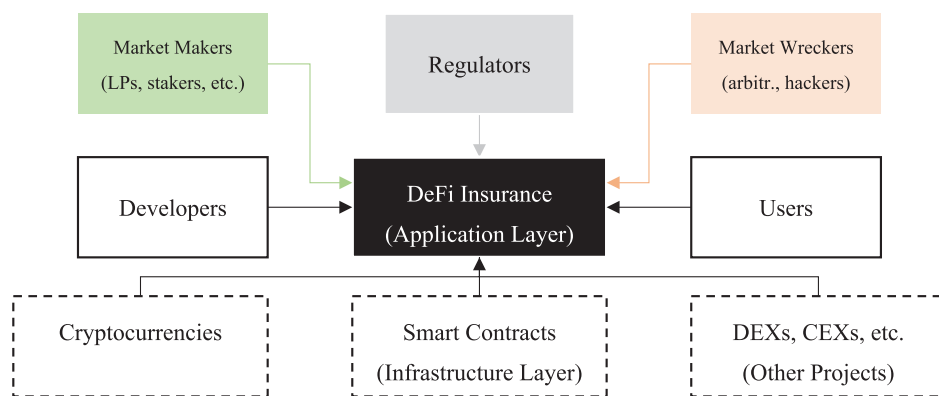 Market Makers
(LPs, stakers, etc.)
Regulators
Market Wreckers
(arbitr., hackers)
Developers
DeFi Insurance
(Application Layer)
Users
Cryptocurrencies
Smart Contracts
(Infrastructure Layer)
DEXs, CEXs, etc.
(Other Projects)